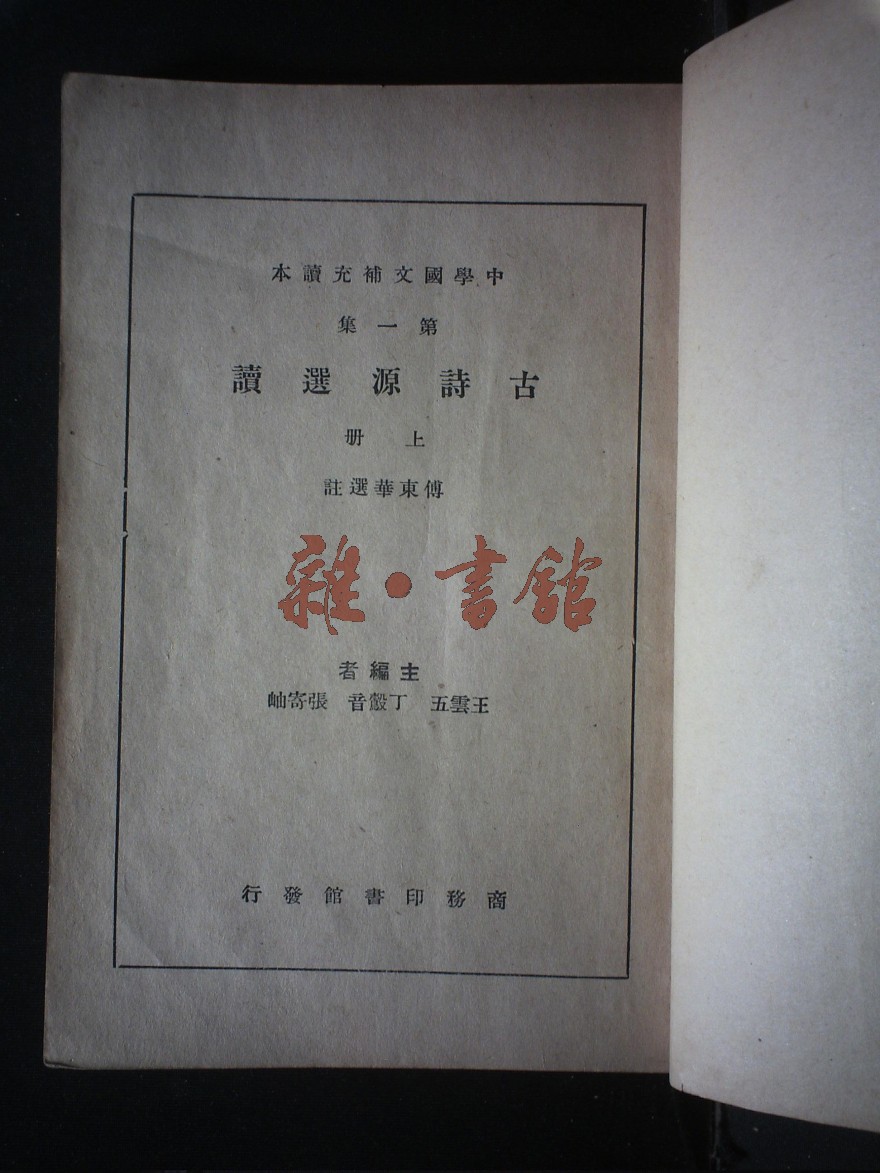 中學國文補充讀本
第一集
古詩源選讀
上册
傅東華選註
雜·書館
主編者
王雲五 丁瑴音 張寄岫
商務印書館發行